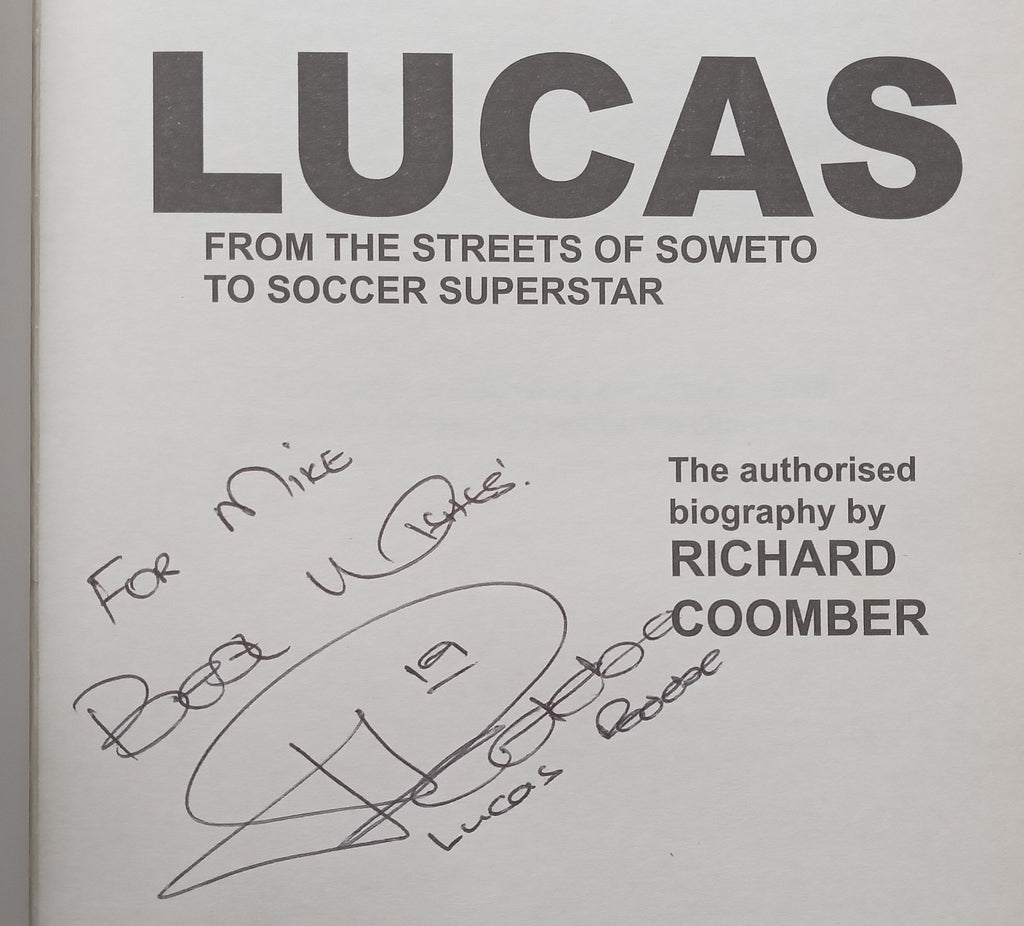 LUCAS
FROM THE STREETS OF SOWETO
TO SOCCER SUPERSTAR
The authorised
biography by
RICHARD
COOMBER
FOR MIKE
BEST WISHES!
19
LUCAS RADEBE